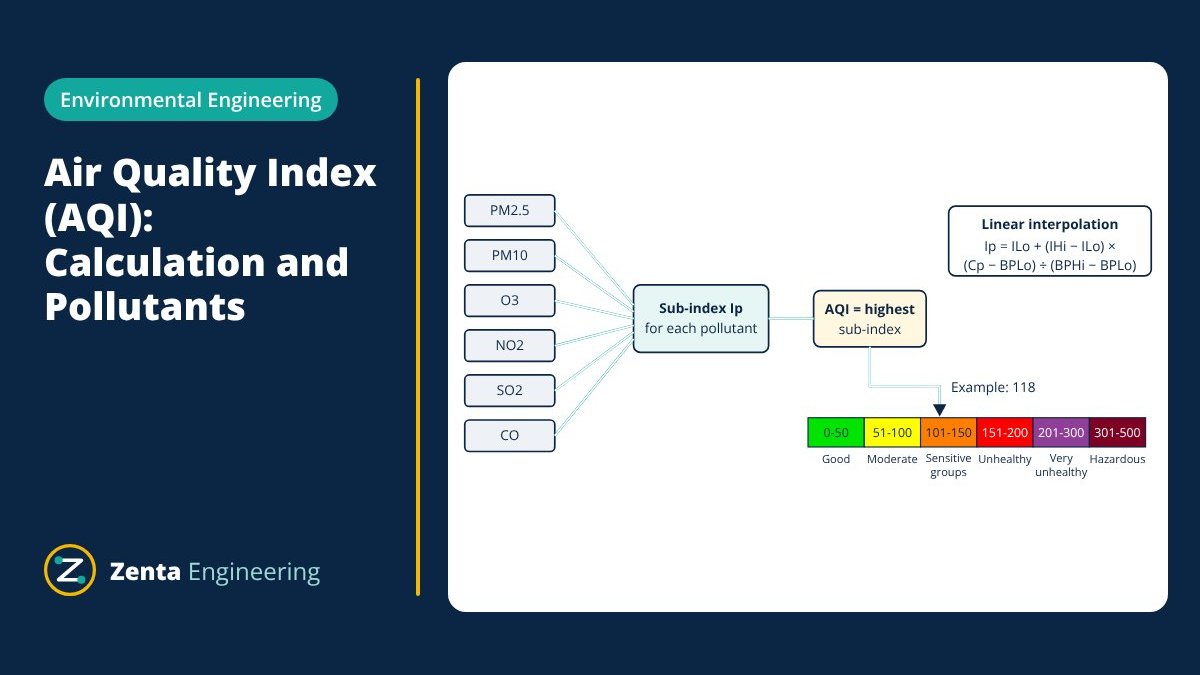 Environmental Engineering
Air Quality Index
(AQI):
Calculation and
Pollutants
Zenta Engineering
PM2.5
PM10
O3
NO2
SO2
CO
Sub-index Ip
for each pollutant
AQI = highest
sub-index
Linear interpolation
Ip = ILo + (IHi − ILo) ×
(Cp − BPLo) ÷ (BPHi − BPLo)
Example: 118
0-50 51-100 101-150 151-200 201-300 301-500
Good Moderate Sensitive groups Unhealthy Very unhealthy Hazardous